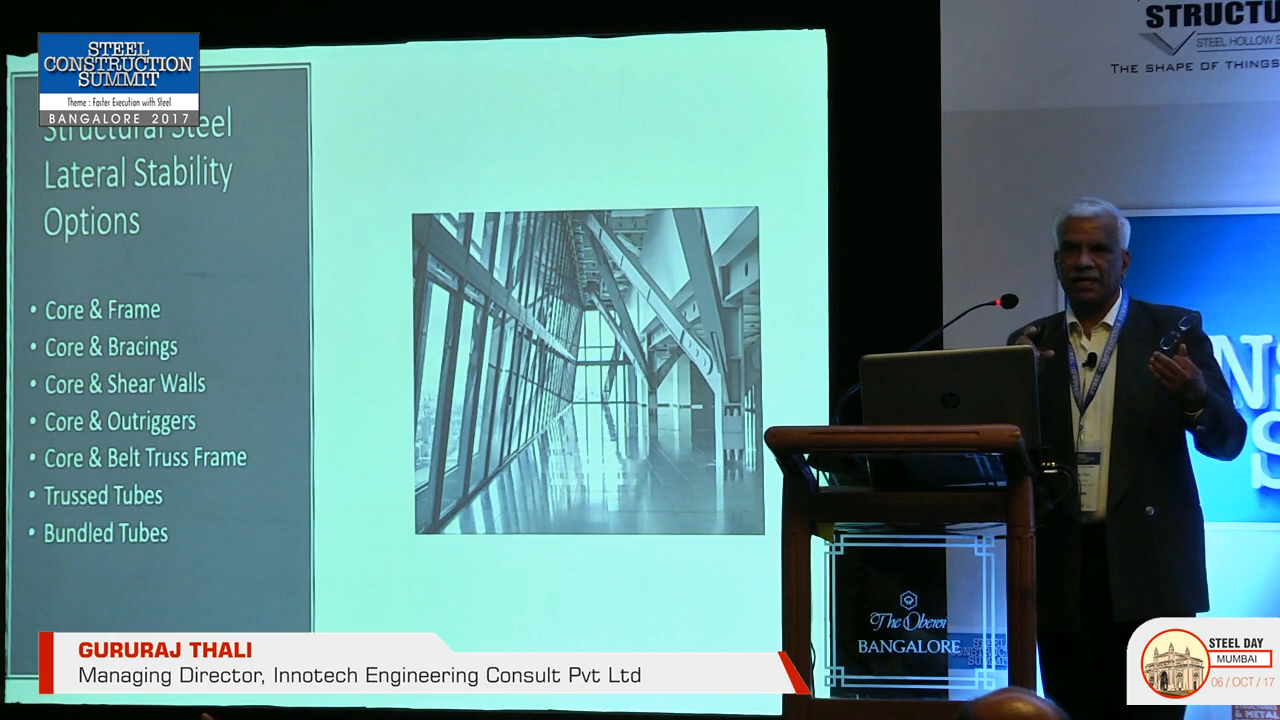 STEEL
CONSTRUCTION
SUMMIT
Theme : Faster Execution with Steel
BANGALORE 2017
Structural Steel
Lateral Stability
Options
• Core & Frame
• Core & Bracings
• Core & Shear Walls
• Core & Outriggers
• Core & Belt Truss Frame
• Trussed Tubes
• Bundled Tubes
STEEL HOLLOW
THE SHAPE OF THINGS
hp
The
BANGALORE
GURURAJ THALI
Managing Director, Innotech Engineering Consult Pvt Ltd
STEEL DAY
MUMBAI
06 / OCT / 17